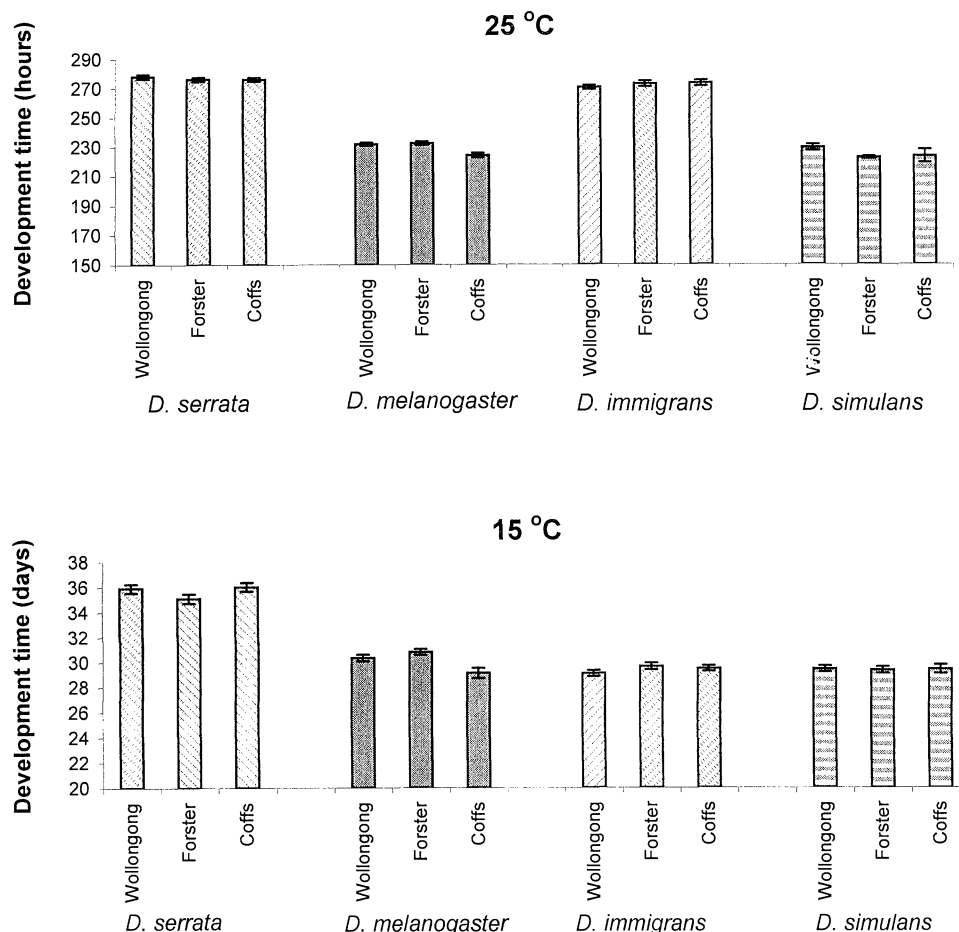 25 °C
Development time (hours)
290
270
250
230
210
190
170
150
Wollongong
Forster
Coffs
Wollongong
Forster
Coffs
Wollongong
Forster
Coffs
Wollongong
Forster
Coffs
D. serrata
D. melanogaster
D. immigrans
D. simulans
15 °C
Development time (days)
38
36
34
32
30
28
26
24
22
20
Wollongong
Forster
Coffs
Wollongong
Forster
Coffs
Wollongong
Forster
Coffs
Wollongong
Forster
Coffs
D. serrata
D. melanogaster
D. immigrans
D. simulans